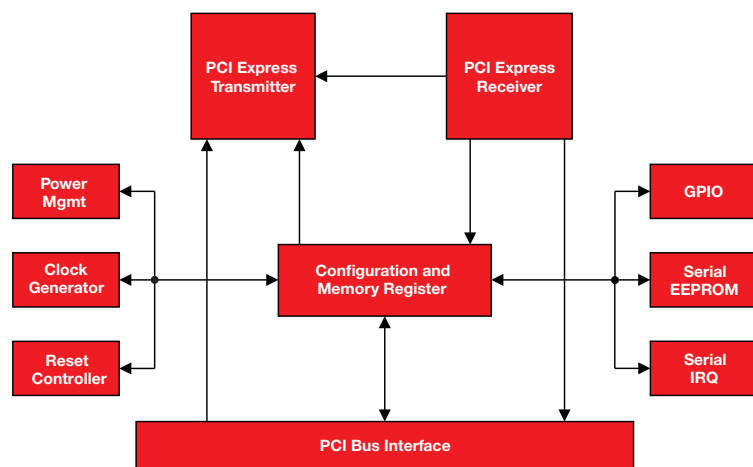 PCI Express
Transmitter
PCI Express
Receiver
Power
Mgmt
GPIO
Clock
Generator
Configuration and
Memory Register
Serial
EEPROM
Reset
Controller
Serial
IRQ
PCI Bus Interface